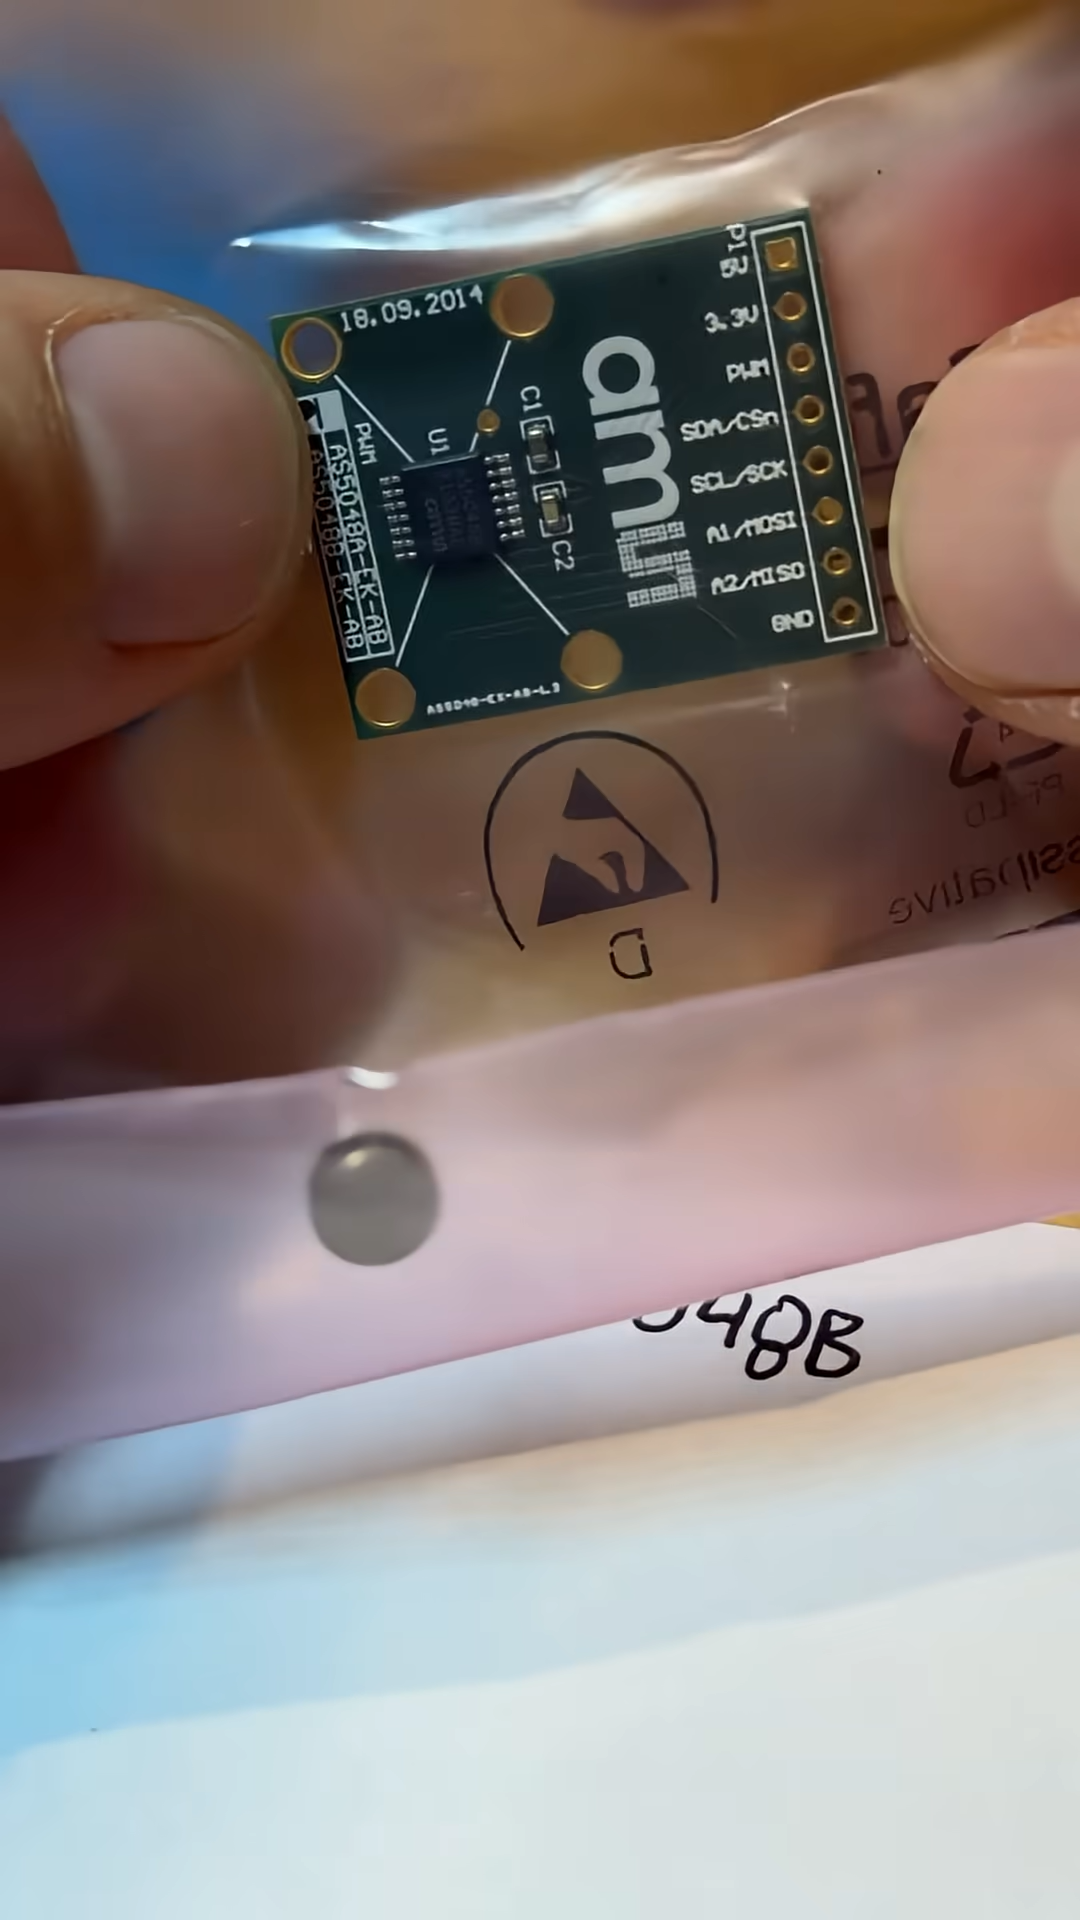 18.09.2014
P1
5V
3.3V
PWM
SDA/CSn
SCL/SCK
A1/MOSI
A2/MISO
GND
am
U1
C1
C2
PWM
AS5048A-EK-AB
AS5048B-EK-AB
D
48B